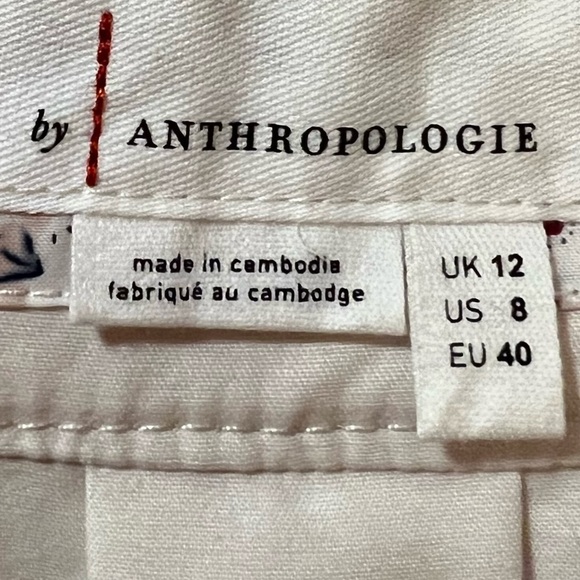 by ANTHROPOLOGIE
made in cambodia
fabriqué au cambodge
UK 12
US 8
EU 40